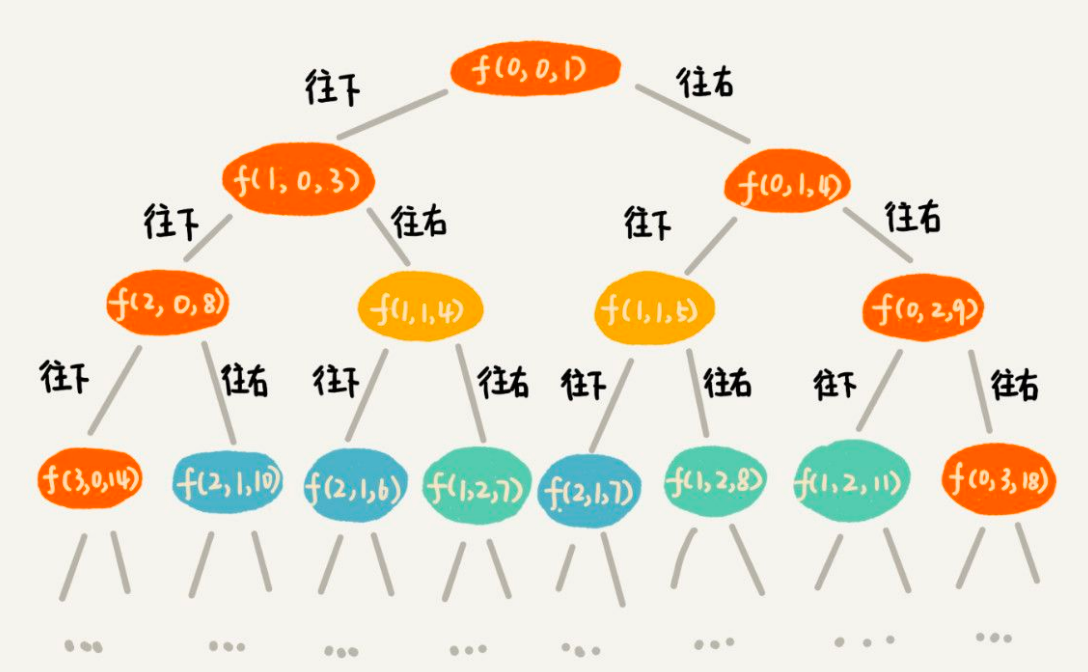 f(0,0,1)
往下 往右
f(1,0,3) f(0,1,4)
往下 往右 往下 往右
f(2,0,8) f(1,1,4) f(1,1,5) f(0,2,9)
往下 往右 往下 往右 往下 往右 往下 往右
f(3,0,14) f(2,1,10) f(2,1,6) f(1,2,7) f(2,1,7) f(1,2,8) f(1,2,11) f(0,3,18)
... ... ... ... ... ... ... ...